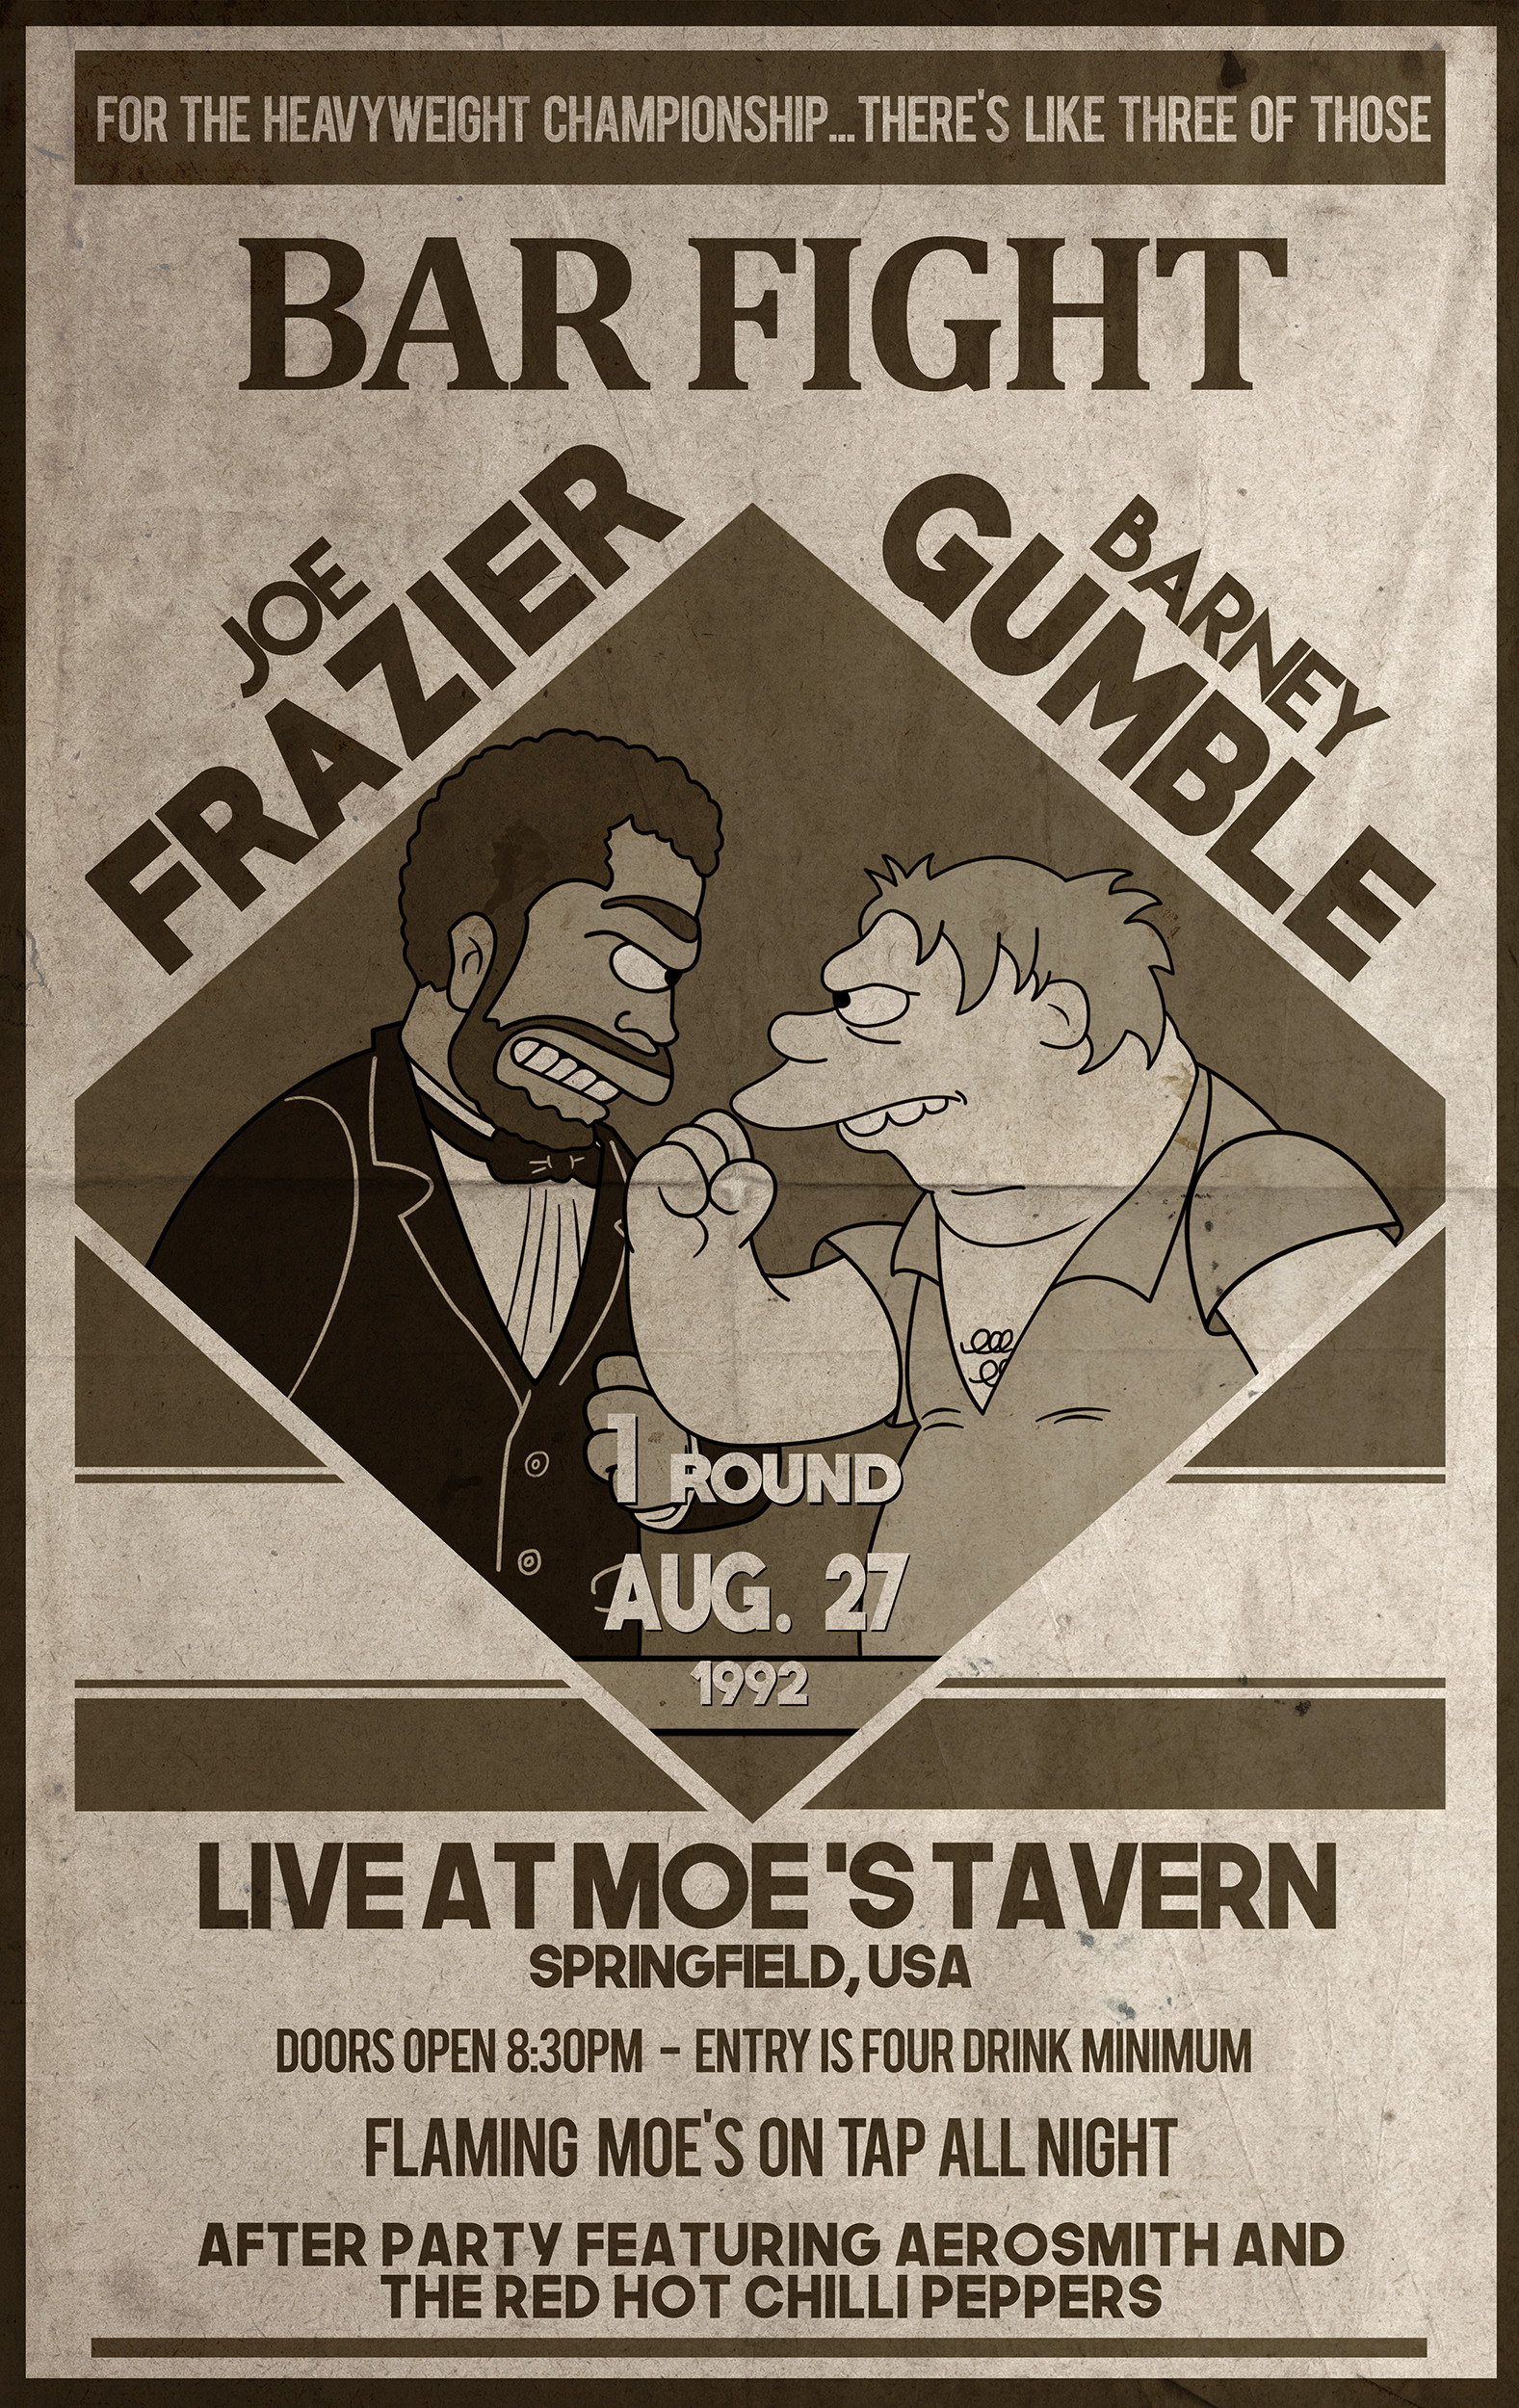 FOR THE HEAVYWEIGHT CHAMPIONSHIP...THERE'S LIKE THREE OF THOSE
BAR FIGHT
JOE
FRAZIER
BARNEY
GUMBLE
1 ROUND
AUG. 27
1992
LIVE AT MOE'S TAVERN
SPRINGFIELD, USA
DOORS OPEN 8:30PM - ENTRY IS FOUR DRINK MINIMUM
FLAMING MOE'S ON TAP ALL NIGHT
AFTER PARTY FEATURING AEROSMITH AND
THE RED HOT CHILLI PEPPERS